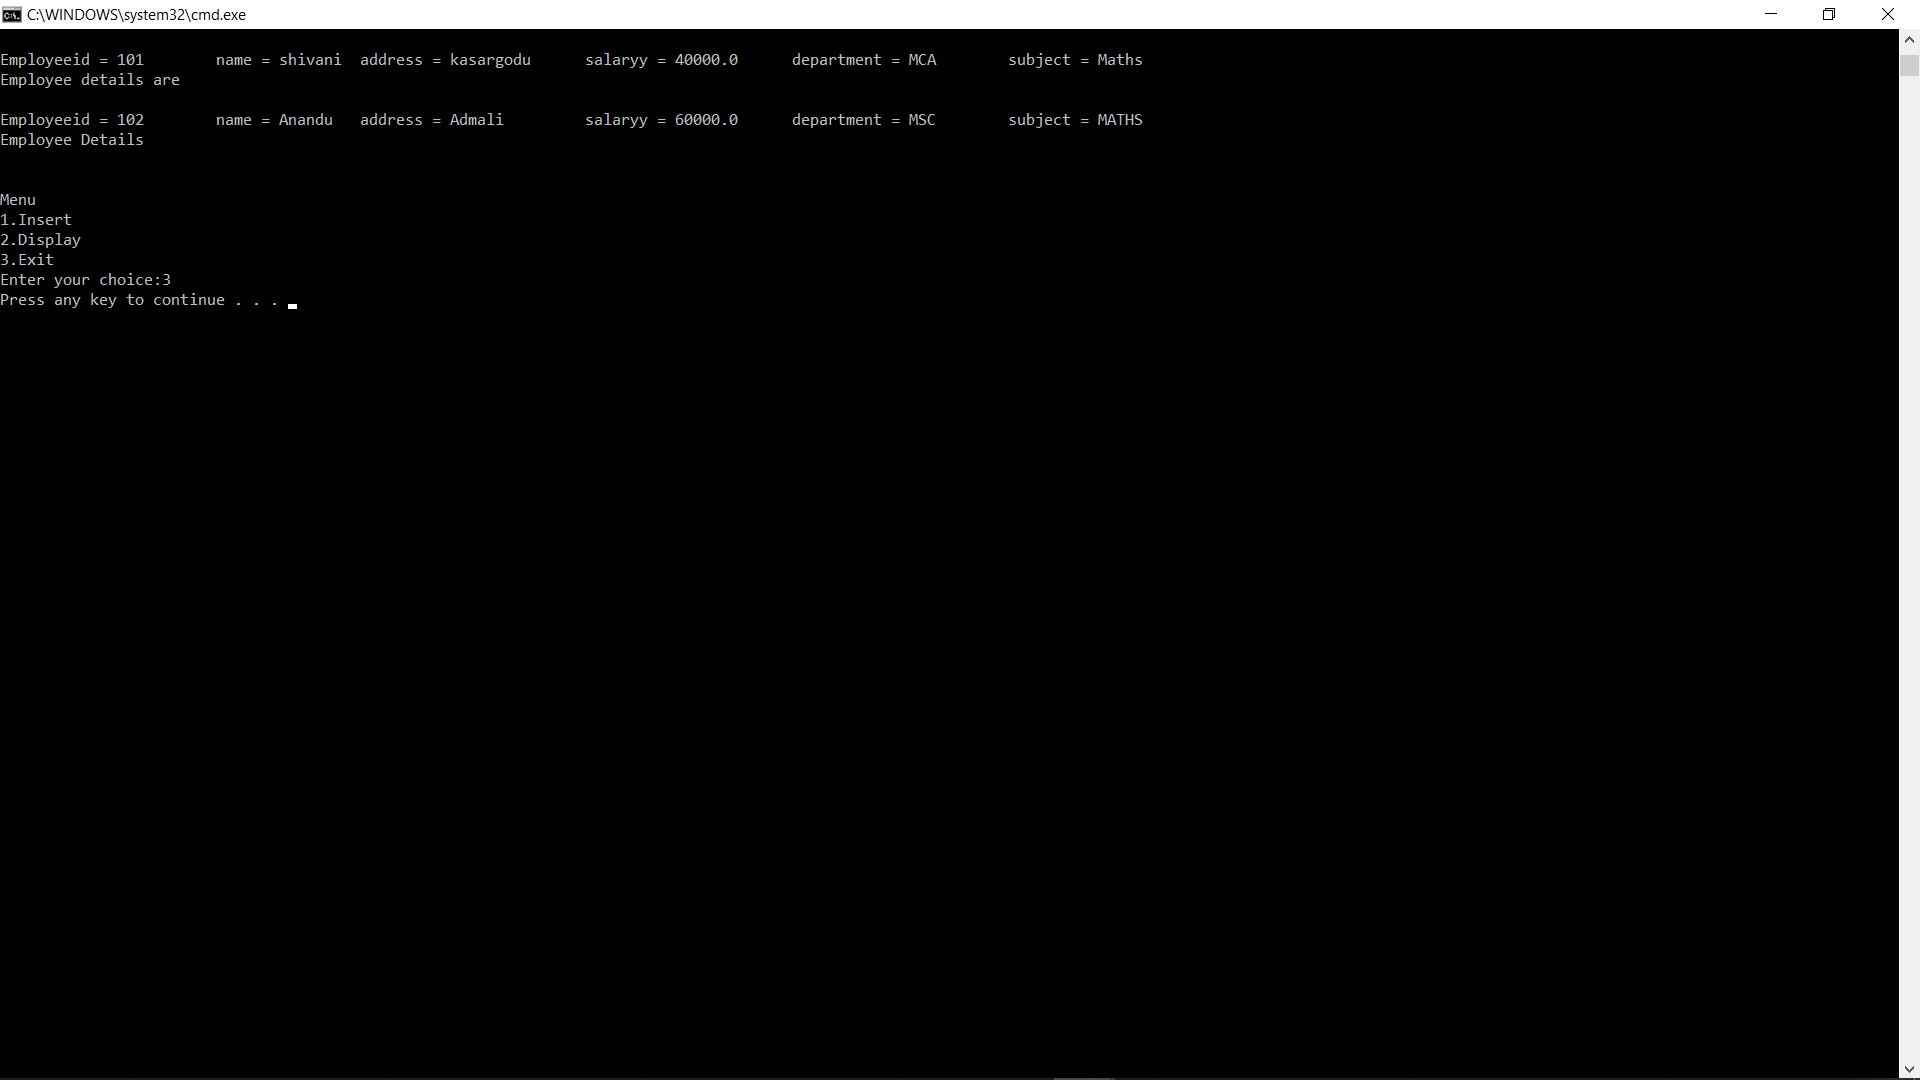 C:\WINDOWS\system32\cmd.exe
Employeeid = 101        name = shivani  address = kasargodu      salaryy = 40000.0      department = MCA        subject = Maths
Employee details are
Employeeid = 102        name = Anandu   address = Admali         salaryy = 60000.0      department = MSC        subject = MATHS
Employee Details
Menu
1.Insert
2.Display
3.Exit
Enter your choice:3
Press any key to continue . . .